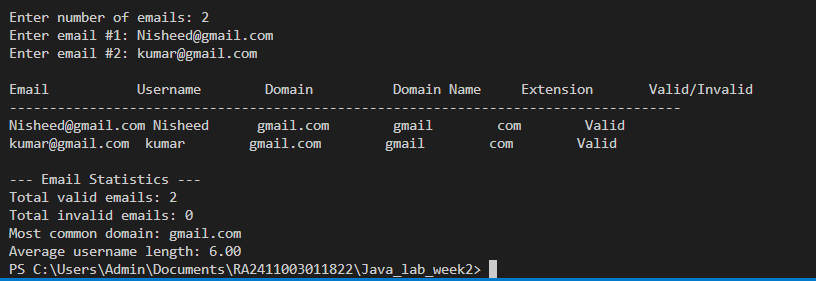 Enter number of emails: 2
Enter email #1: Nisheed@gmail.com
Enter email #2: kumar@gmail.com
Email Username Domain Domain Name Extension Valid/Invalid
------------------------------------------------------------------------------------
Nisheed@gmail.com Nisheed gmail.com gmail com Valid
kumar@gmail.com kumar gmail.com gmail com Valid
--- Email Statistics ---
Total valid emails: 2
Total invalid emails: 0
Most common domain: gmail.com
Average username length: 6.00
PS C:\Users\Admin\Documents\RA2411003011822\Java_lab_week2>